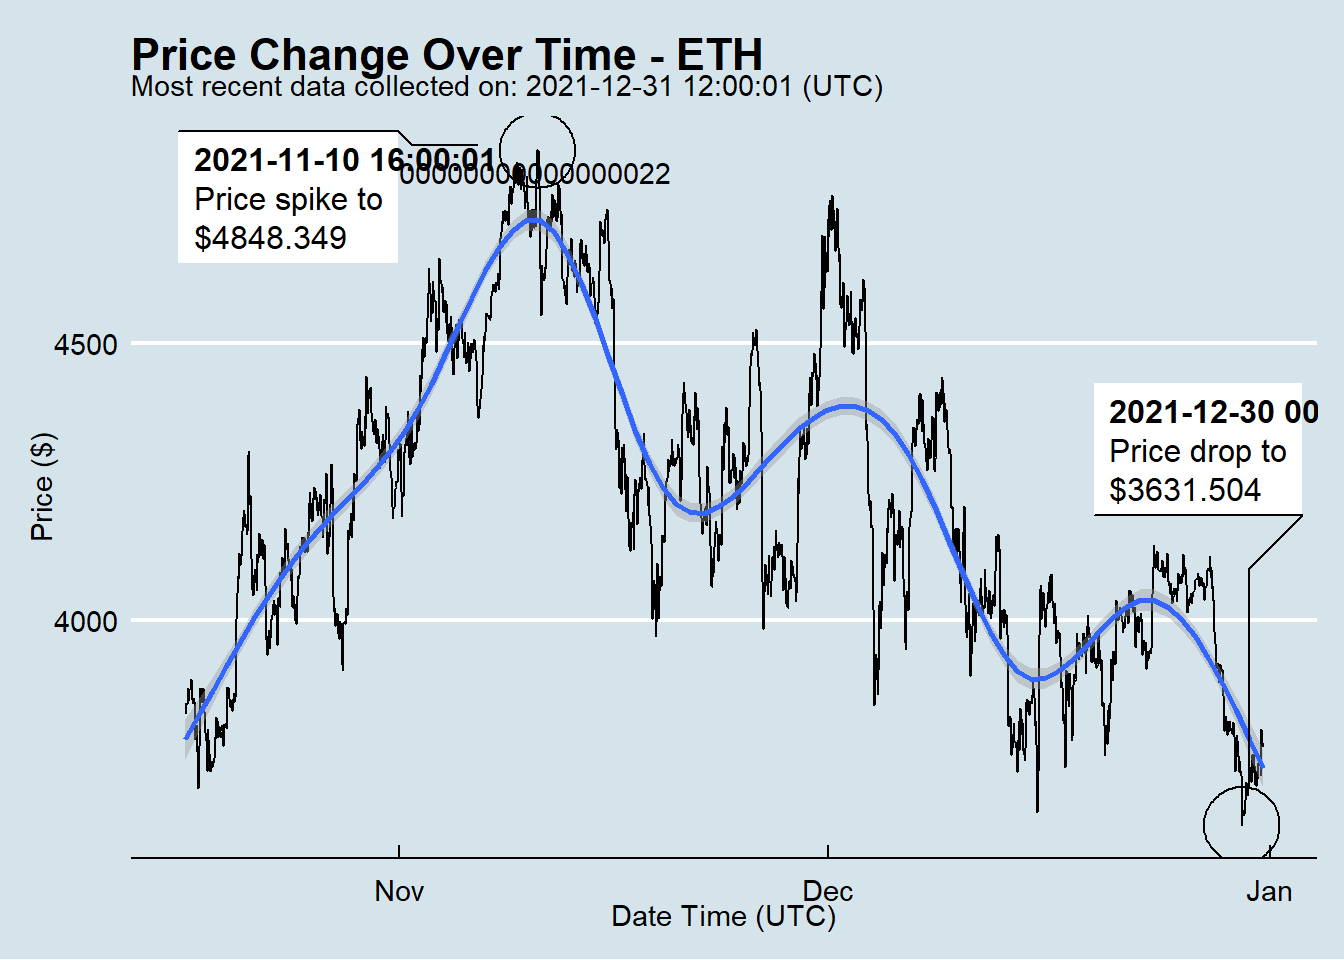 Price Change Over Time - ETH
Most recent data collected on: 2021-12-31 12:00:01 (UTC)
2021-11-10 16:00:01
0000000000000000022
Price spike to
$4848.349
4500
2021-12-30 00
Price drop to
$3631.504
Price ($)
4000
Nov
Dec
Jan
Date Time (UTC)